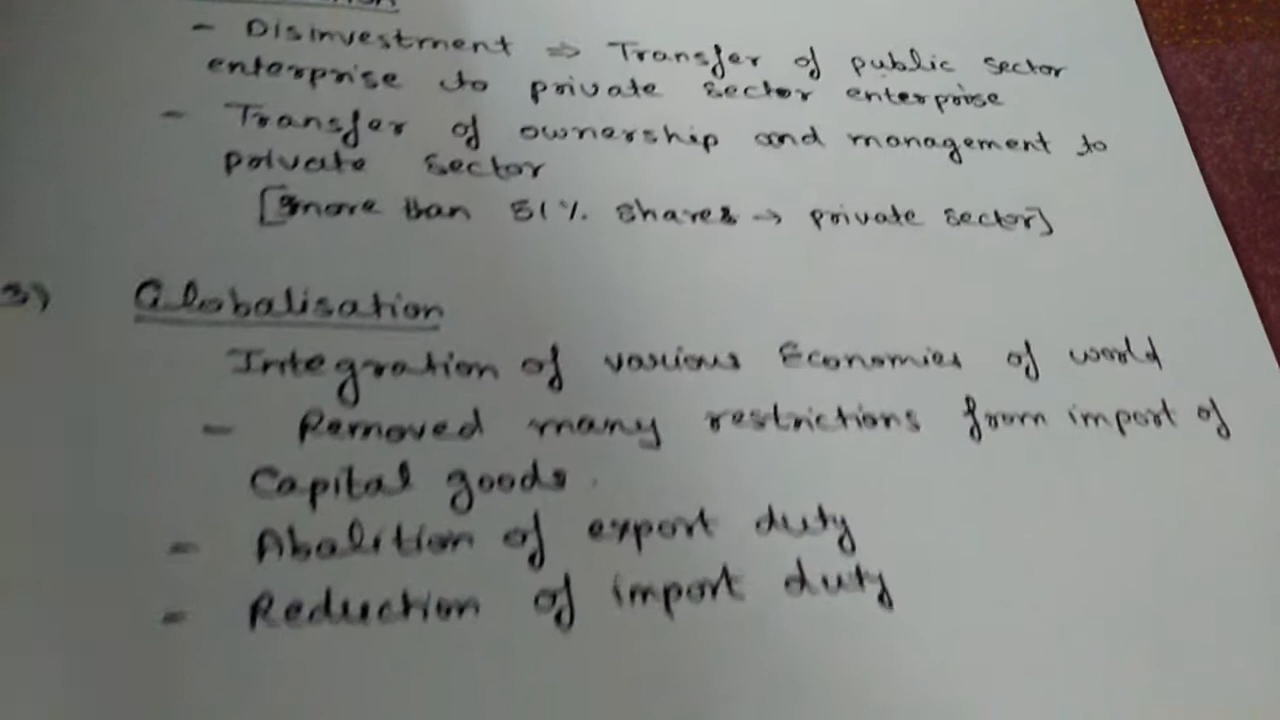 - Disinvestment ⇒ Transfer of public sector
enterprise to private sector enterprise
- Transfer of ownership and management to
private sector
[more than 51% shares → private sector]
3) Globalisation
Integration of various Economies of world
- Removed many restrictions from import of
Capital goods.
- Abolition of export duty
- Reduction of import duty